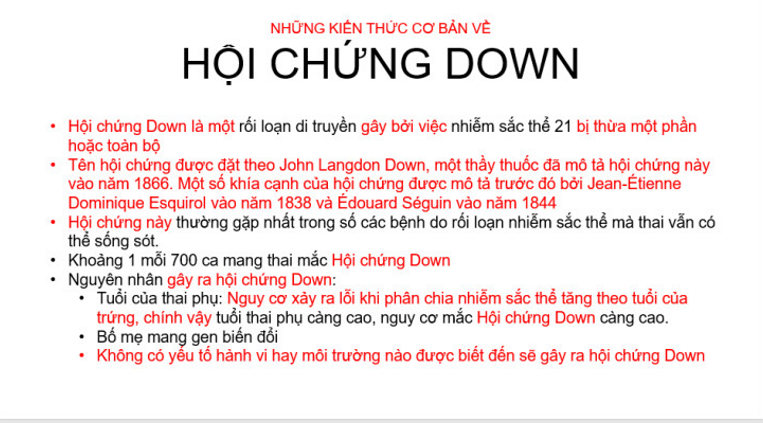 NHỮNG KIẾN THỨC CƠ BẢN VỀ
HỘI CHỨNG DOWN
• Hội chứng Down là một rối loạn di truyền gây bởi việc nhiễm sắc thể 21 bị thừa một phần
hoặc toàn bộ
• Tên hội chứng được đặt theo John Langdon Down, một thầy thuốc đã mô tả hội chứng này
vào năm 1866. Một số khía cạnh của hội chứng được mô tả trước đó bởi Jean-Étienne
Dominique Esquirol vào năm 1838 và Édouard Séguin vào năm 1844
• Hội chứng này thường gặp nhất trong số các bệnh do rối loạn nhiễm sắc thể mà thai vẫn có
thể sống sót.
• Khoảng 1 mỗi 700 ca mang thai mắc Hội chứng Down
• Nguyên nhân gây ra hội chứng Down:
• Tuổi của thai phụ: Nguy cơ xảy ra lỗi khi phân chia nhiễm sắc thể tăng theo tuổi của
trứng, chính vậy tuổi thai phụ càng cao, nguy cơ mắc Hội chứng Down càng cao.
• Bố mẹ mang gen biến đổi
• Không có yếu tố hành vi hay môi trường nào được biết đến sẽ gây ra hội chứng Down